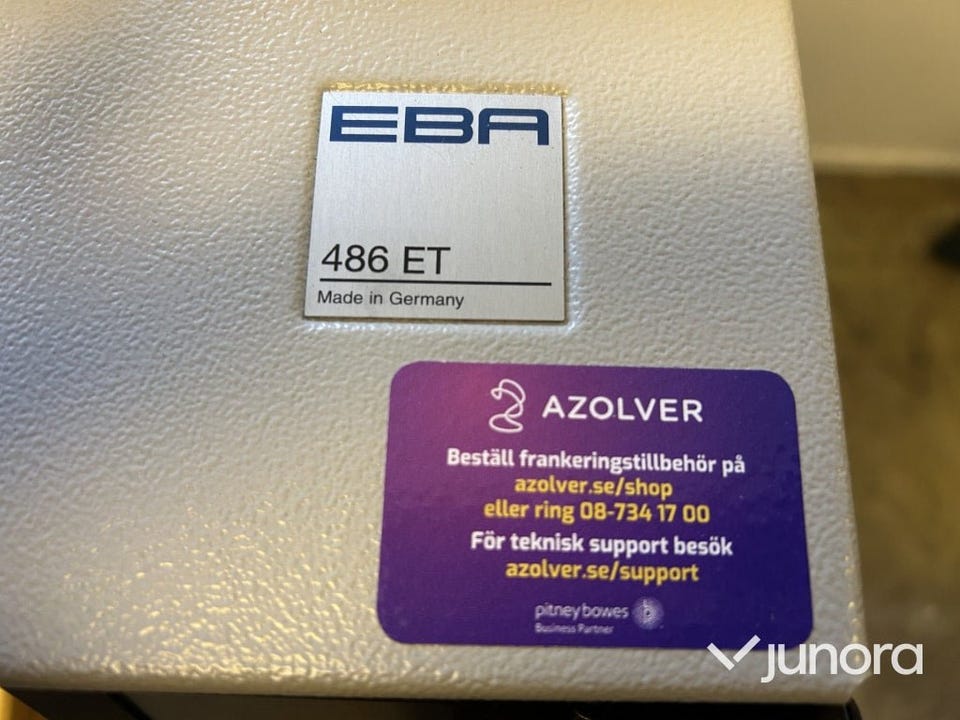 EBA
486 ET
Made in Germany
AZOLVER
Beställ frankeringstillbehör på
azolver.se/shop
eller ring 08-734 17 00
För teknisk support besök
azolver.se/support
pitney bowes
Business Partner
junora